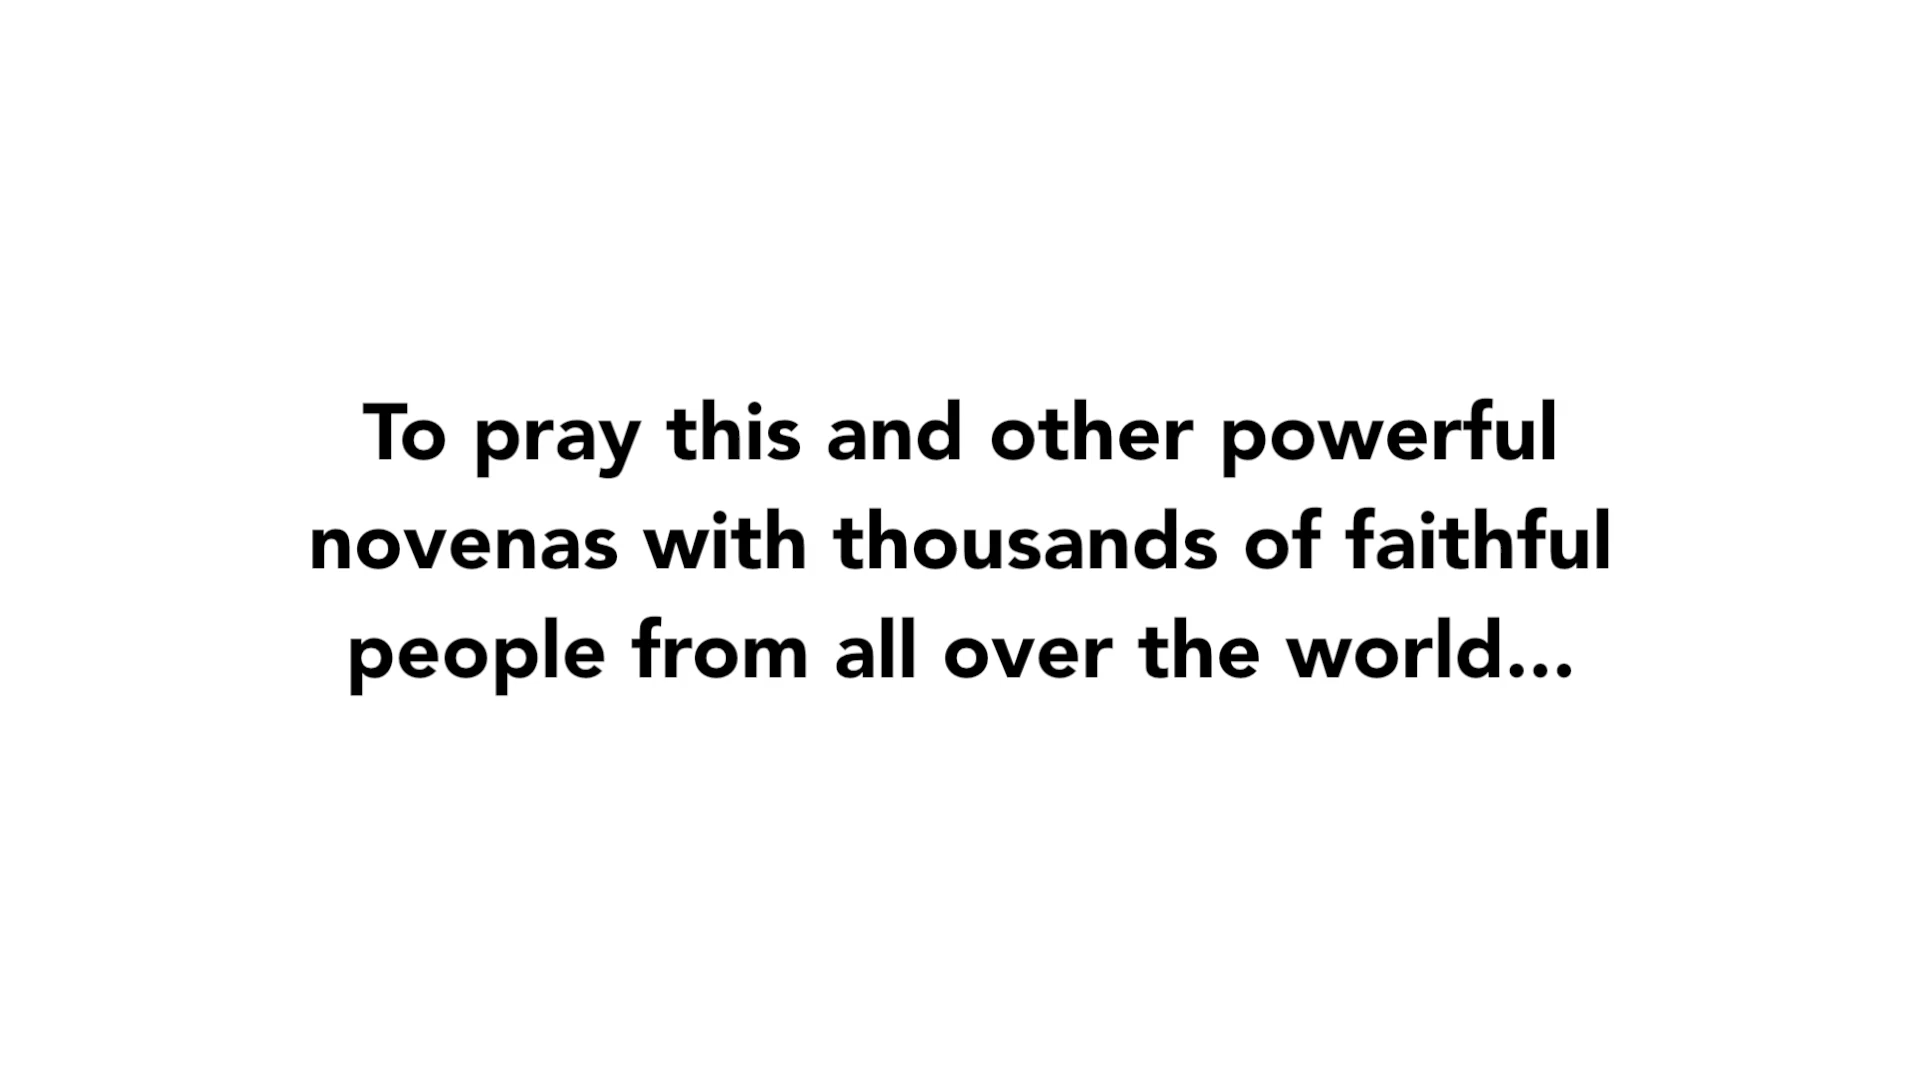 To pray this and other powerful
novenas with thousands of faithful
people from all over the world...